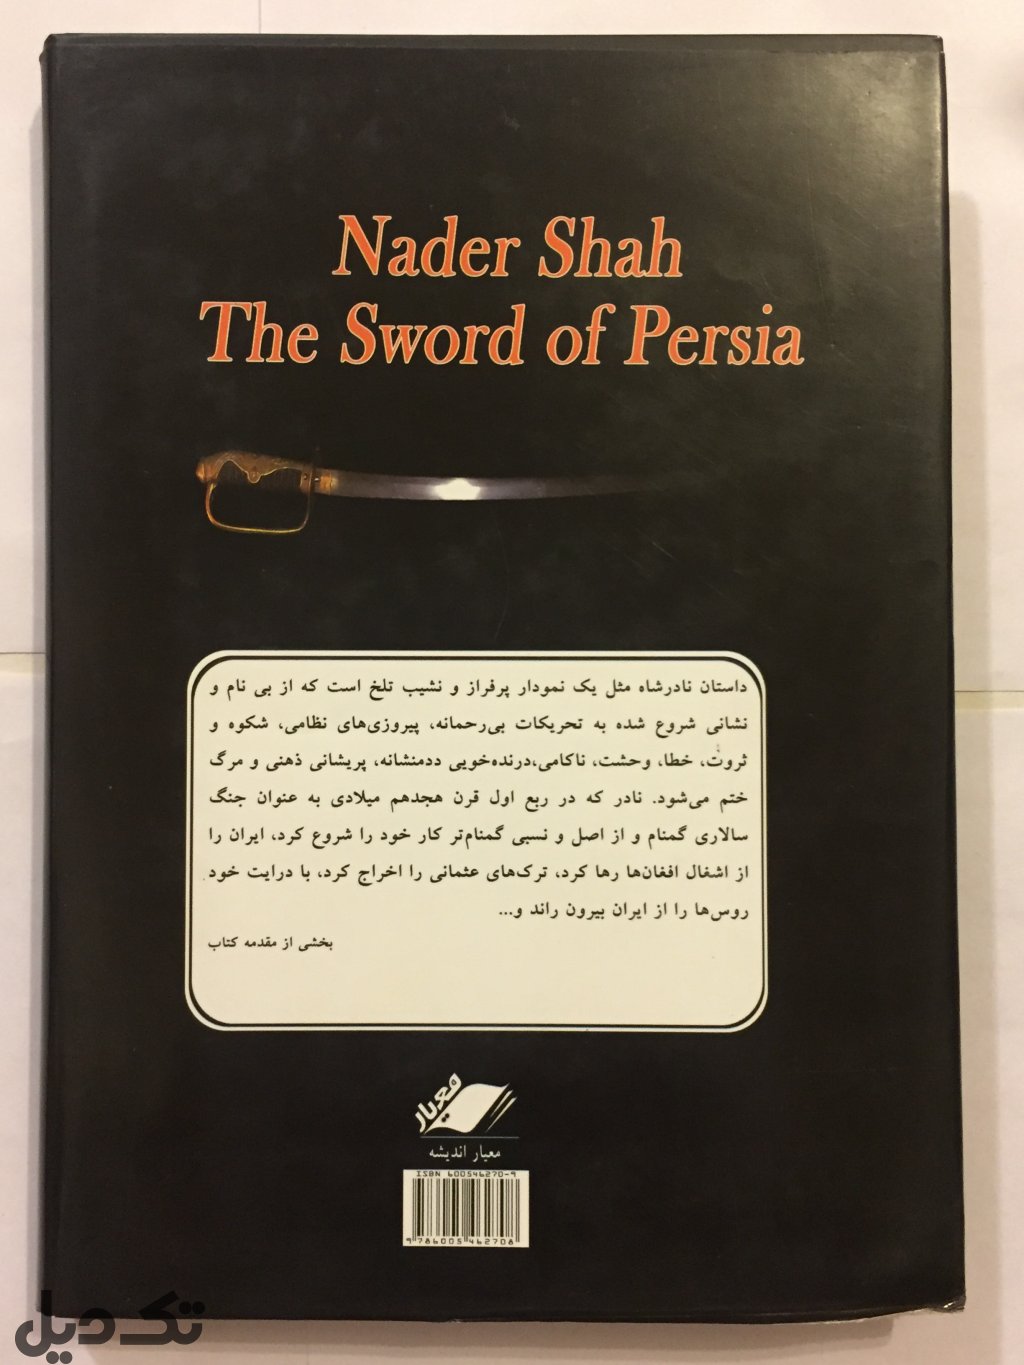 Nader Shah
The Sword of Persia
داستان نادرشاه مثل یک نمودار پرفراز و نشیب تلخ است که از بی نام و
نشانی شروع شده به تحریکات بی‌رحمانه، پیروزی‌های نظامی، شکوه و
ثروت، خطا، وحشت، ناکامی،درنده‌خویی ددمنشانه، پریشانی ذهنی و مرگ
ختم می‌شود. نادر که در ربع اول قرن هجدهم میلادی به عنوان جنگ
سالاری گمنام و از اصل و نسبی گمنام‌تر کار خود را شروع کرد، ایران را
از اشغال افغان‌ها رها کرد، ترک‌های عثمانی را اخراج کرد، با درایت خود
روس‌ها را از ایران بیرون راند و...
بخشی از مقدمه کتاب
معیار
معیار اندیشه
ISBN 600546270-9
9786005462708
تک دیل